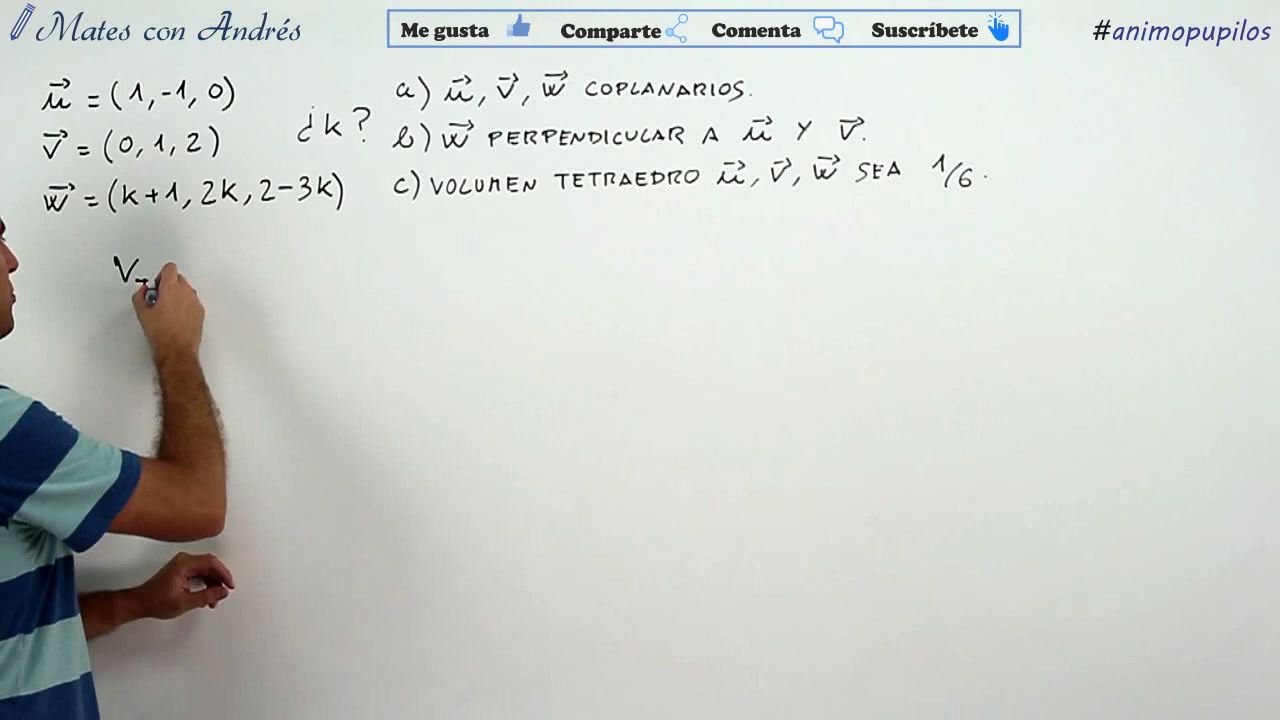 Mates con Andrés
Me gusta Comparte Comenta Suscríbete
#animopupilos
u⃗ = (1, -1, 0)
v⃗ = (0, 1, 2)
w⃗ = (k+1, 2k, 2-3k)
¿k?
a) u⃗, v⃗, w⃗ COPLANARIOS.
b) w⃗ PERPENDICULAR A u⃗ Y v⃗.
c) VOLUMEN TETRAEDRO u⃗, v⃗, w⃗ SEA 1/6.
V